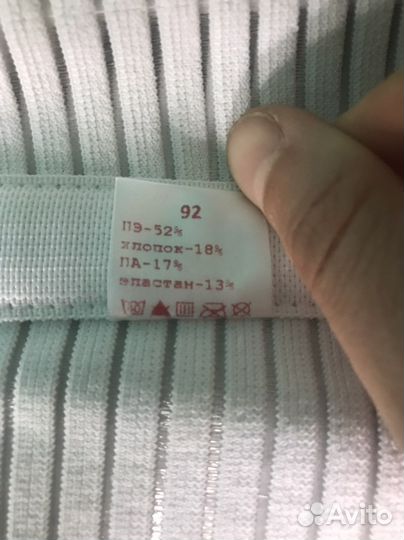 92
ПЭ-52%
хлопок-18%
ПА-17%
эластан-13%
Avito